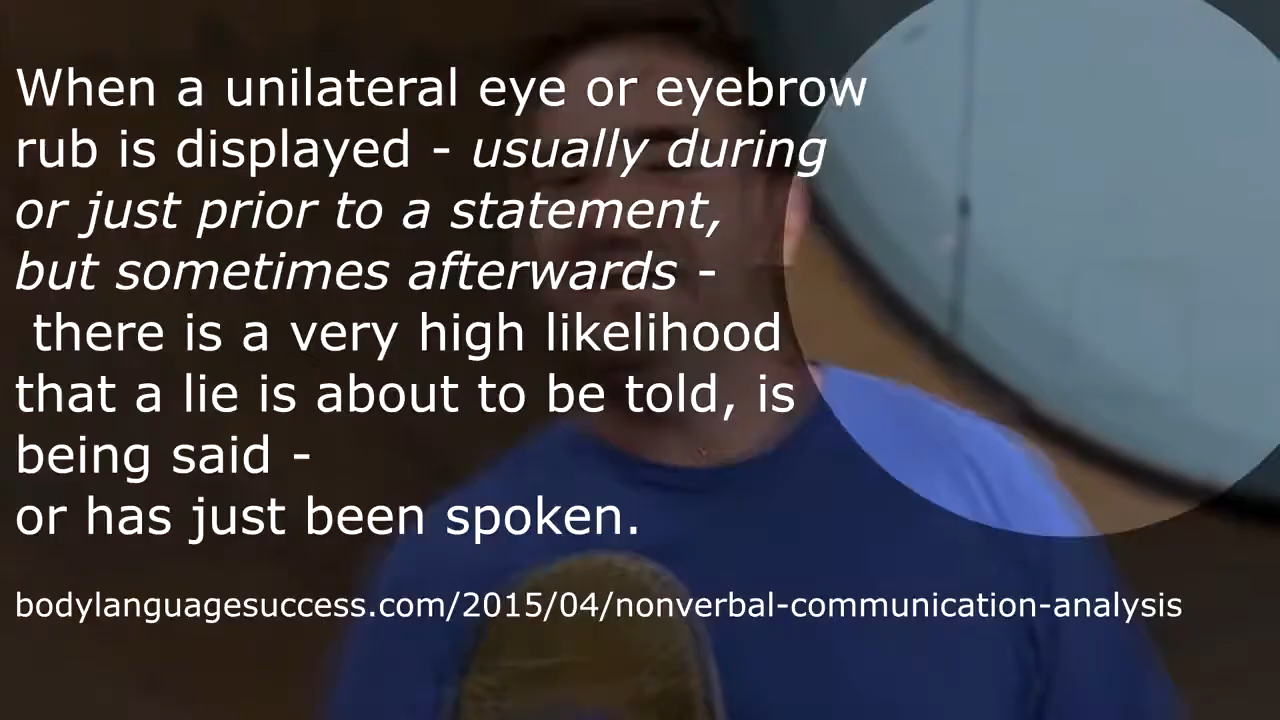 When a unilateral eye or eyebrow
rub is displayed - usually during
or just prior to a statement,
but sometimes afterwards -
there is a very high likelihood
that a lie is about to be told, is
being said -
or has just been spoken.
bodylanguagesuccess.com/2015/04/nonverbal-communication-analysis